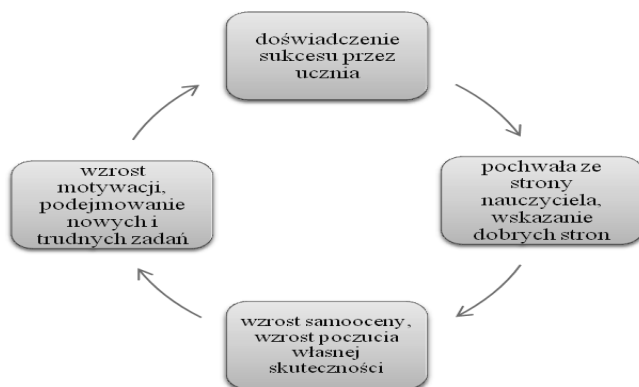 doświadczenie
sukcesu przez
ucznia
pochwała ze
strony
nauczyciela,
wskazanie
dobrych stron
wzrost samooceny,
wzrost poczucia
własnej
skuteczności
wzrost
motywacji,
podejmowanie
nowych i
trudnych zadań